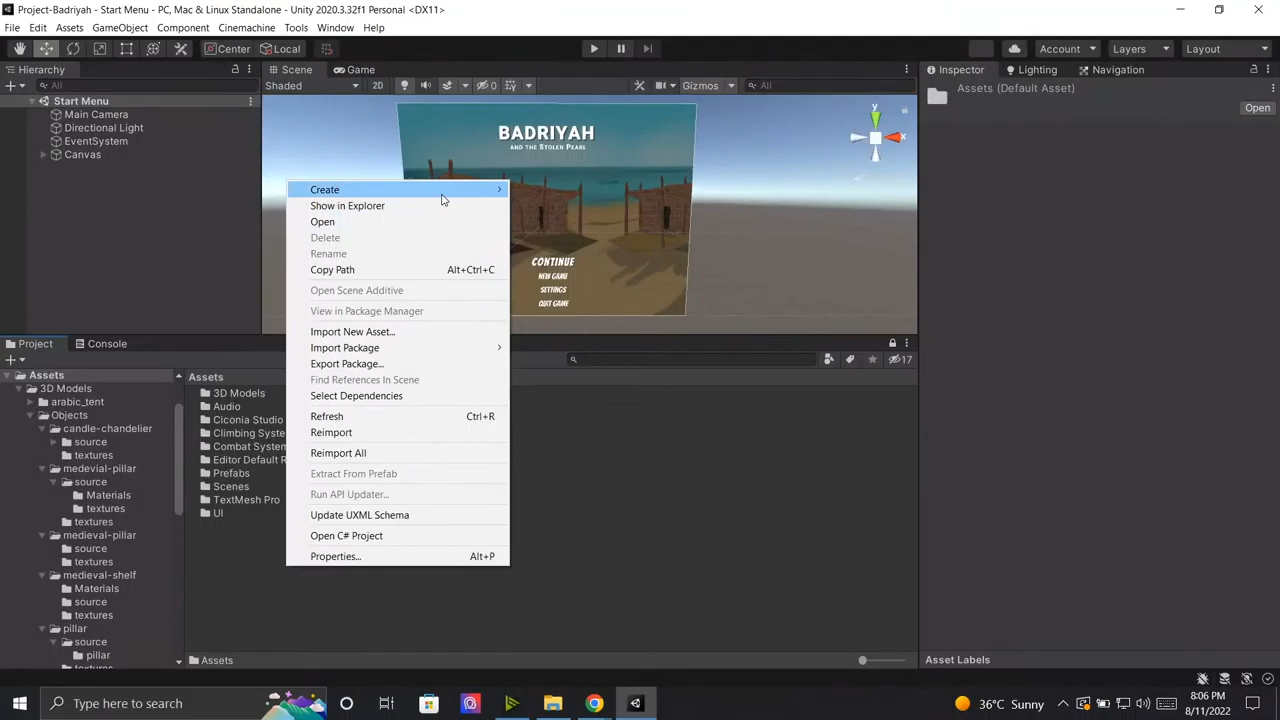 Project-Badriyah - Start Menu - PC, Mac & Linux Standalone - Unity 2020.3.32f1 Personal <DX11>
File Edit Assets GameObject Component Cinemachine Tools Window Help
Center Local Account Layers Layout
Hierarchy
All
Start Menu
Main Camera
Directional Light
EventSystem
Canvas
Scene Game
Shaded 2D 0 Gizmos All
BADRIYAH
AND THE STOLEN PEARL
CONTINUE
NEW GAME
SETTINGS
QUIT GAME
y
x
Create
Show in Explorer
Open
Delete
Rename
Copy Path Alt+Ctrl+C
Open Scene Additive
View in Package Manager
Import New Asset...
Import Package
Export Package...
Find References In Scene
Select Dependencies
Refresh Ctrl+R
Reimport
Reimport All
Extract From Prefab
Run API Updater...
Update UXML Schema
Open C# Project
Properties... Alt+P
Inspector Lighting Navigation
Assets (Default Asset)
Open
Asset Labels
Project Console
17
Assets
3D Models
arabic_tent
Objects
candle-chandelier
source
textures
medevial-pillar
source
Materials
textures
textures
medieval-pillar
source
textures
medieval-shelf
Materials
source
textures
pillar
source
pillar
Assets
3D Models
Audio
Ciconia Studio
Climbing Syste
Combat System
Editor Default R
Prefabs
Scenes
TextMesh Pro
UI
Assets
Type here to search
36°C Sunny
8:06 PM
8/11/2022